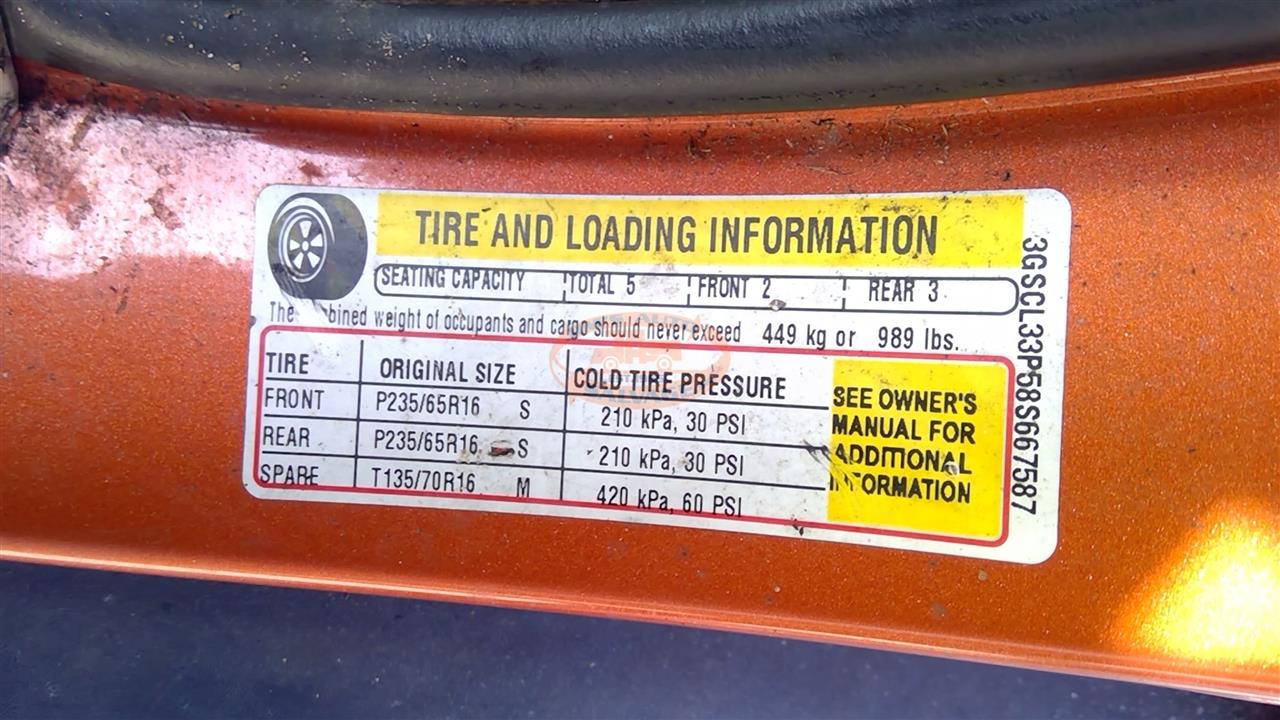 TIRE AND LOADING INFORMATION
SEATING CAPACITY TOTAL 5 FRONT 2 REAR 3
The weight of occupants and cargo should never exceed 449 kg or 989 lbs.
TIRE ORIGINAL SIZE COLD TIRE PRESSURE
FRONT P235/65R16 S 210 kPa, 30 PSI
REAR P235/65R16 S 210 kPa, 30 PSI
SPARE T135/70R16 M 420 kPa, 60 PSI
SEE OWNER'S
MANUAL FOR
ADDITIONAL
INFORMATION
3GSCL33P58S667587